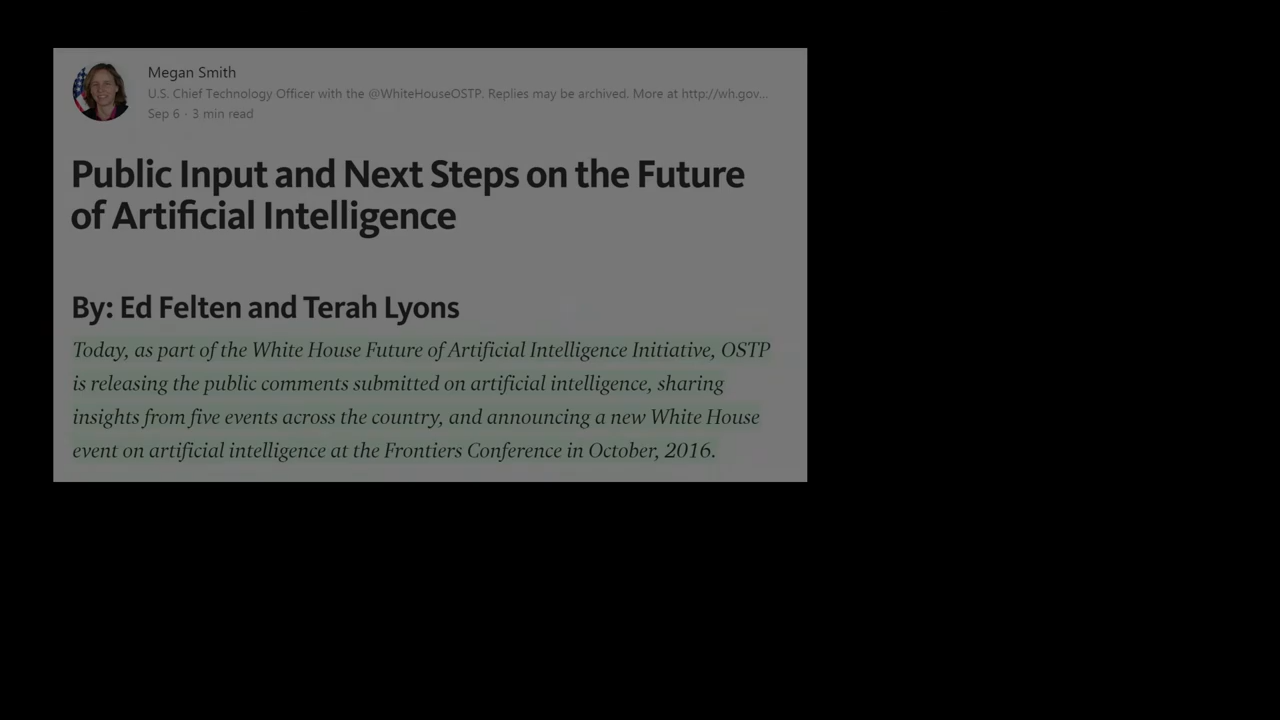 Megan Smith
U.S. Chief Technology Officer with the @WhiteHouseOSTP. Replies may be archived. More at http://wh.gov...
Sep 6 · 3 min read
Public Input and Next Steps on the Future
of Artificial Intelligence
By: Ed Felten and Terah Lyons
Today, as part of the White House Future of Artificial Intelligence Initiative, OSTP
is releasing the public comments submitted on artificial intelligence, sharing
insights from five events across the country, and announcing a new White House
event on artificial intelligence at the Frontiers Conference in October, 2016.